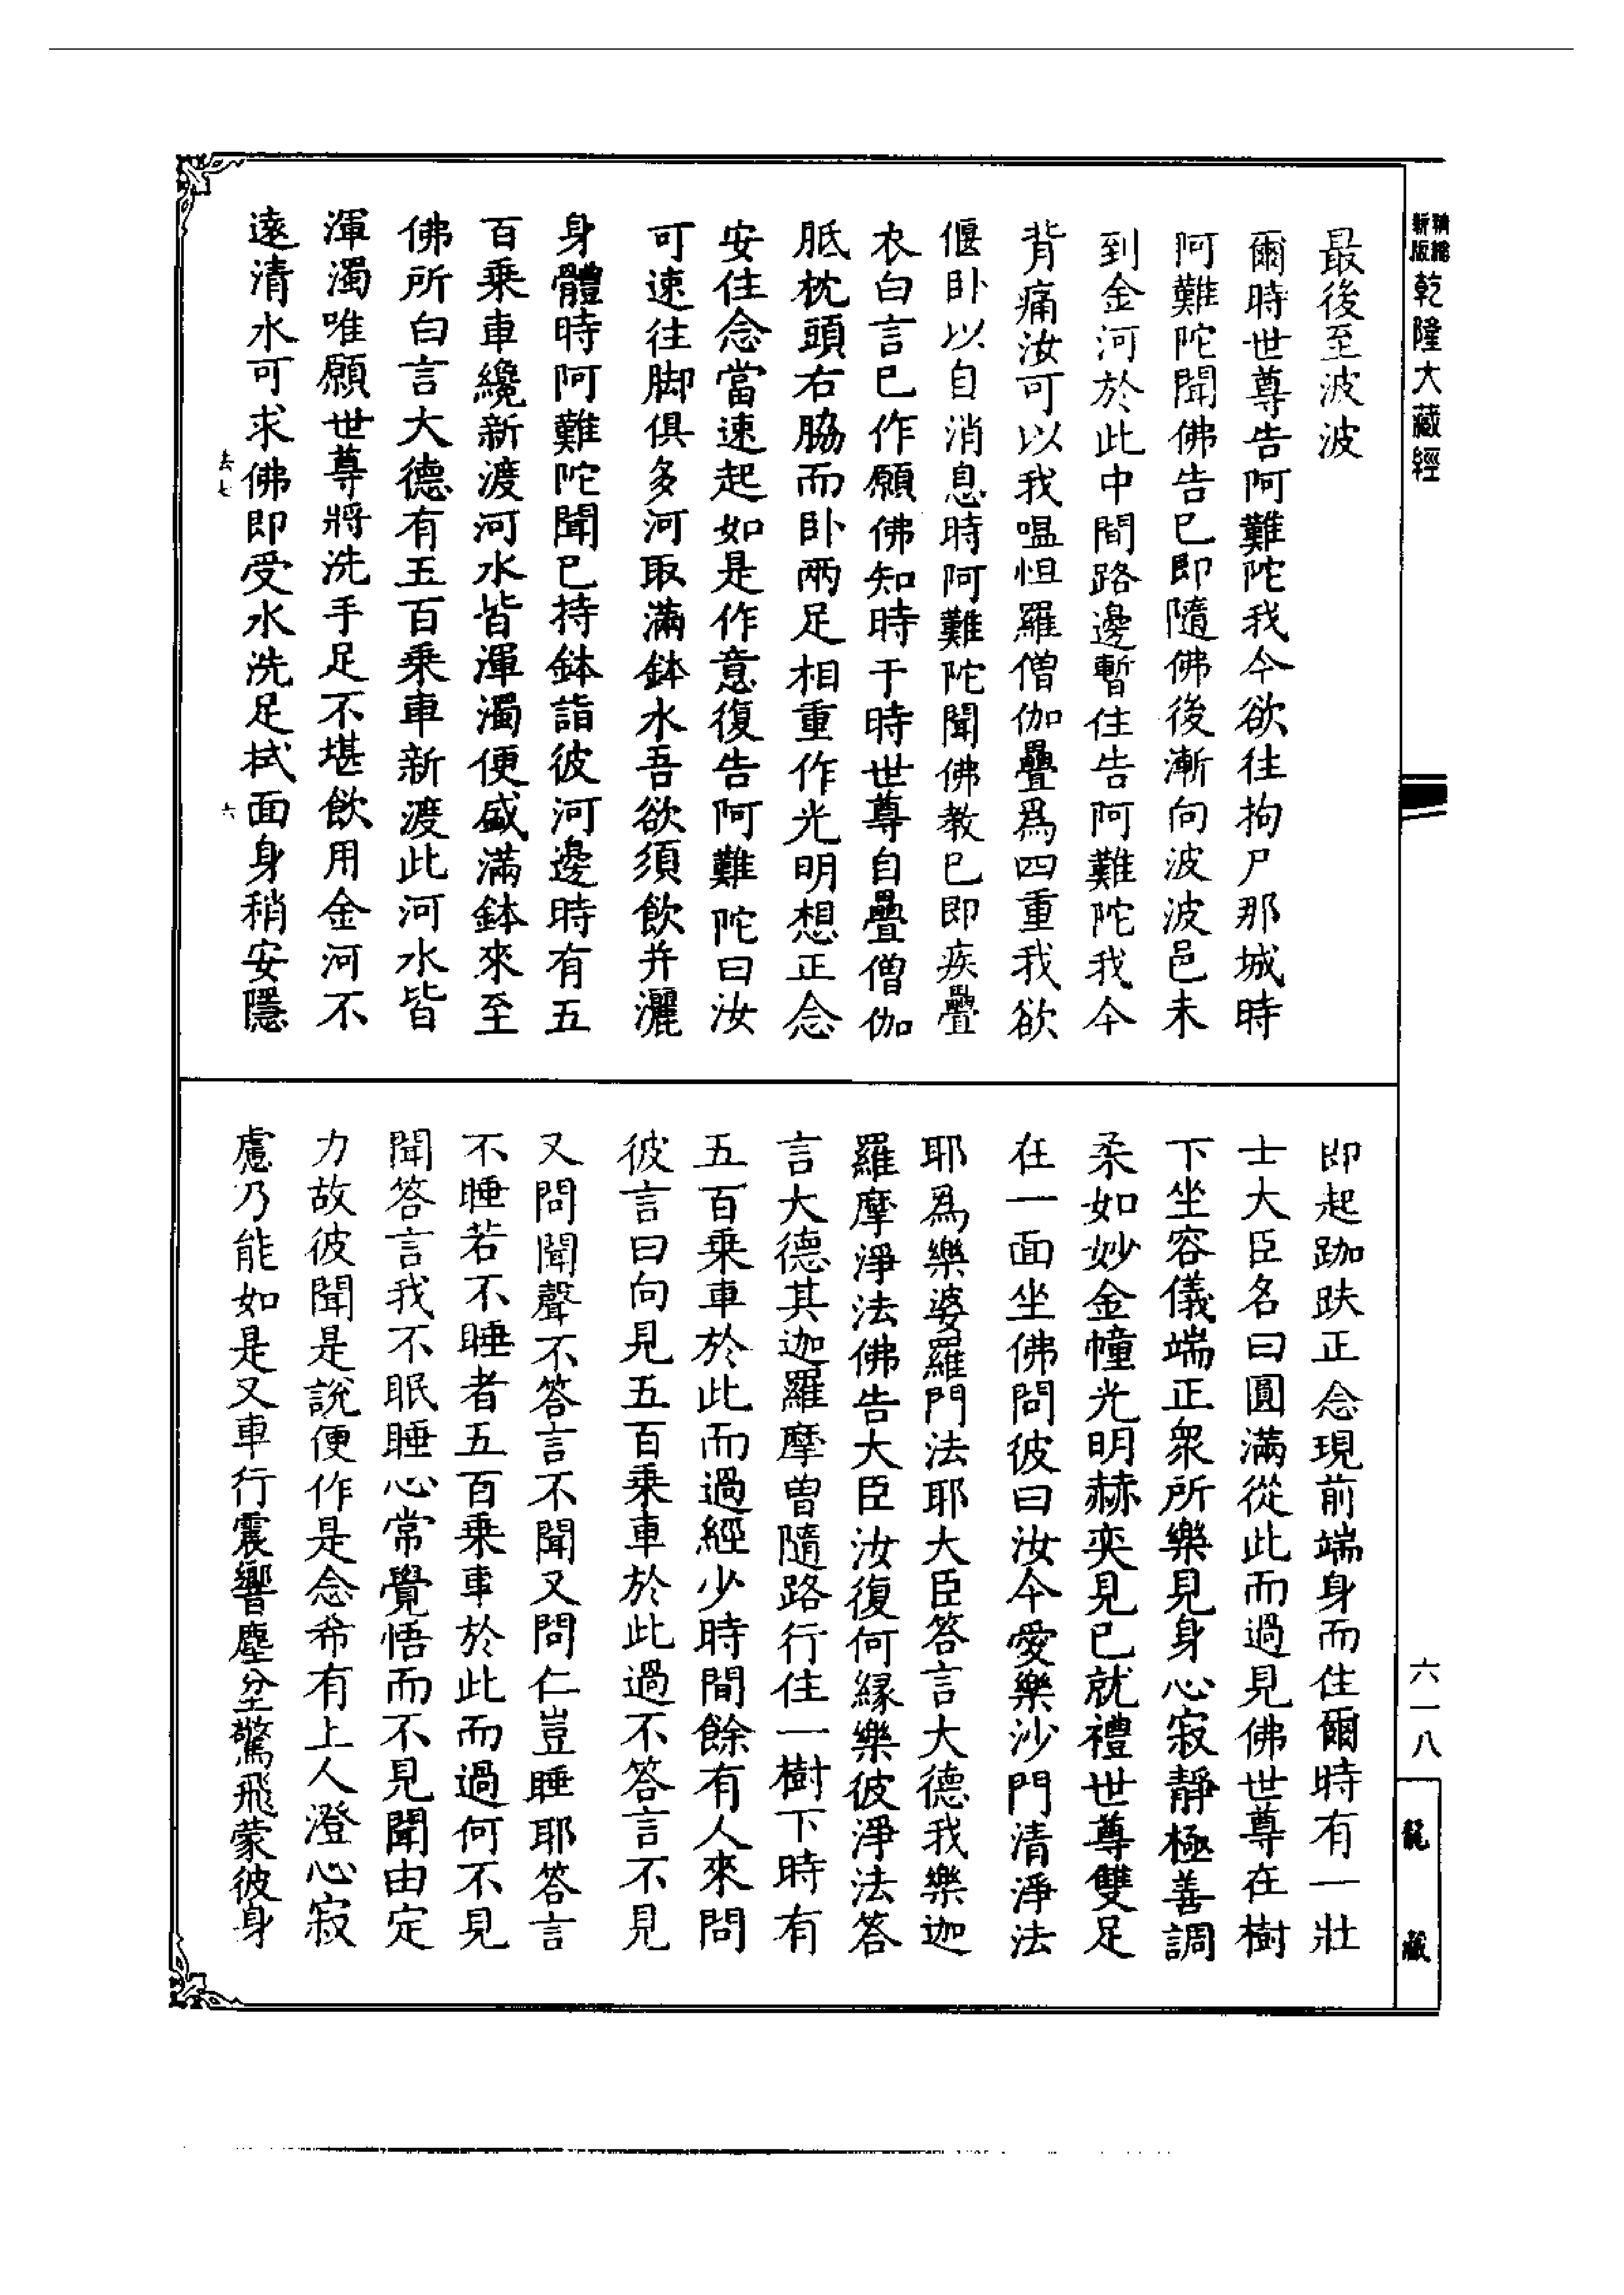 新版 精縮 乾隆大藏經
六一八
龍藏
最後至波波
爾時世尊告阿難陀我今欲往拘尸那城時
阿難陀聞佛告已即隨佛後漸向波波邑未
到金河於此中間路邊暫住告阿難陀我今
背痛汝可以我嗢怛羅僧伽疊為四重我欲
偃卧以自消息時阿難陀聞佛教已即疾疊
衣白言已作願佛知時于時世尊自疊僧伽
胝枕頭右脇而卧兩足相重作光明想正念
安住念當速起如是作意復告阿難陀曰汝
可速往脚俱多河取滿鉢水吾欲須飲并灑
身體時阿難陀聞已持鉢詣彼河邊時有五
百乘車纔新渡河水皆渾濁便盛滿鉢來至
佛所白言大德有五百乘車新渡此河水皆
渾濁唯願世尊將洗手足不堪飲用金河不
遠清水可求佛即受水洗足拭面身稍安隱
去七
六
即起跏趺正念現前端身而住爾時有一壯
士大臣名曰圓滿從此而過見佛世尊在樹
下坐容儀端正衆所樂見身心寂靜極善調
柔如妙金幢光明赫奕見已就禮世尊雙足
在一面坐佛問彼曰汝今愛樂沙門清淨法
耶為樂婆羅門法耶大臣答言大德我樂迦
羅摩淨法佛告大臣汝復何縁樂彼淨法答
言大德其迦羅摩曽隨路行住一樹下時有
五百乘車於此而過經少時間餘有人來問
彼言曰向見五百乘車於此過不答言不見
又問聞聲不答言不聞又問仁豈睡耶答言
不睡若不睡者五百乘車於此而過何不見
聞答言我不眠睡心常覺悟而不見聞由定
力故彼聞是說便作是念希有上人澄心寂
慮乃能如是又車行震響塵坌驚飛蒙彼身